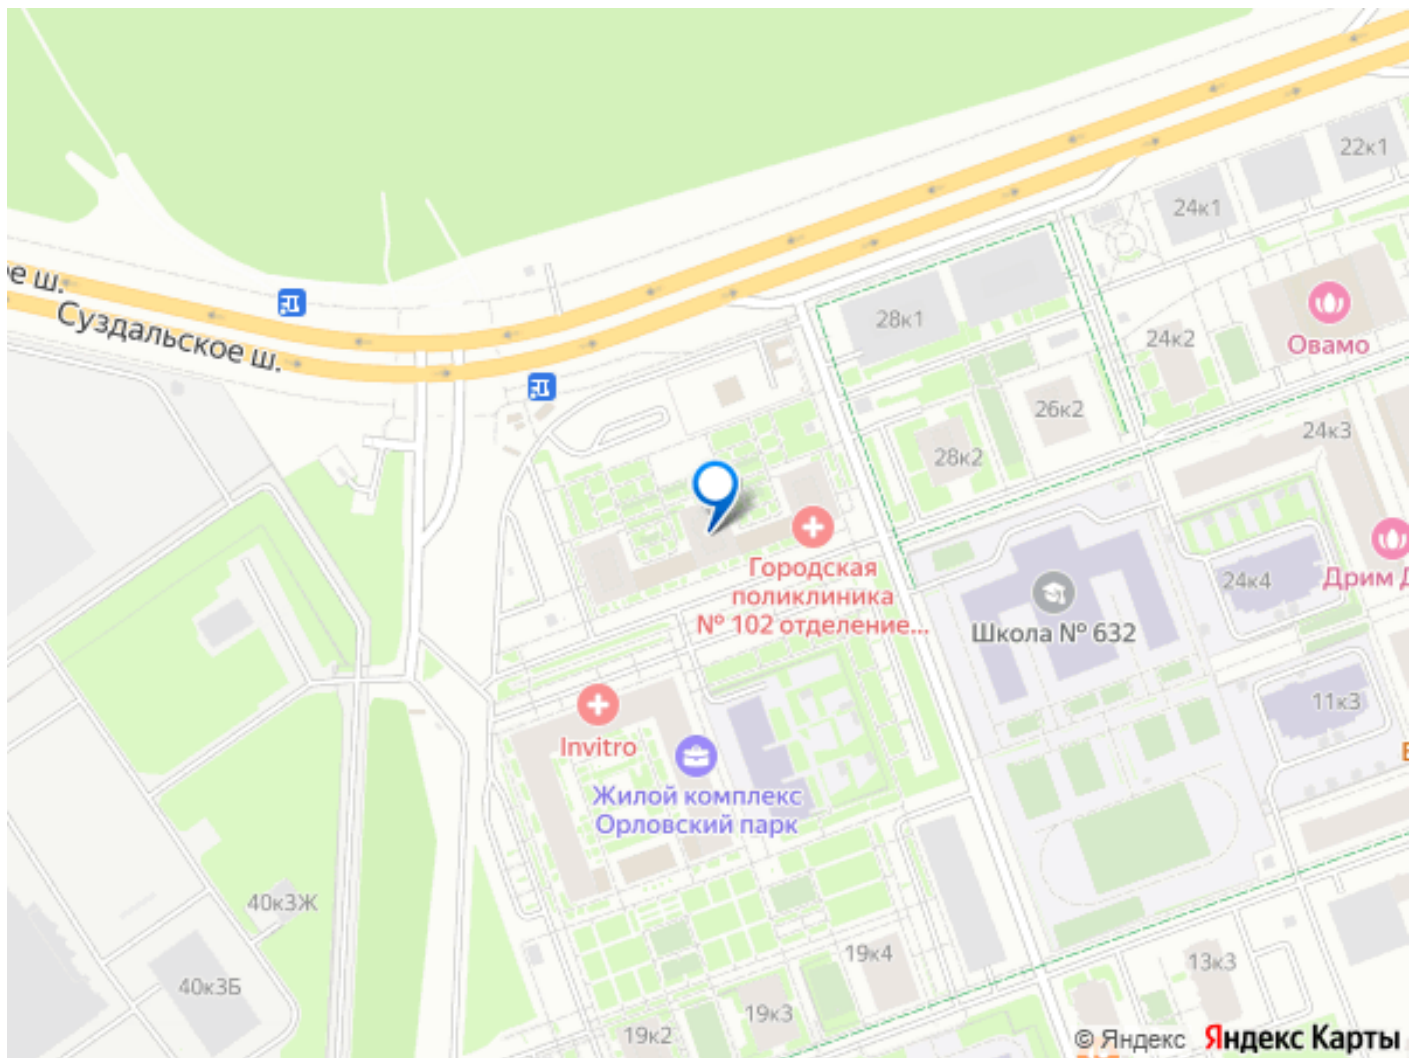 22к1
24к1
ое ш.
Суздальское ш.
28к1
24к2
Овамо
26к2
24к3
28к2
Городская
поликлиника
№ 102 отделение...
24к4
Дрим Д
Школа № 632
11к3
Invitro
Жилой комплекс
Орловский парк
40к3Ж
19к4
13к3
40к3Б
19к3
19к2
© Яндекс Яндекс Карты